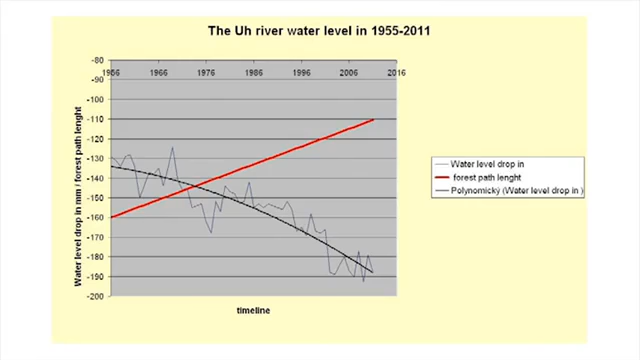 The Uh river water level in 1955-2011
-80
1956 1966 1976 1986 1996 2006 2016
-90
-100
-110
-120
-130
-140
-150
-160
-170
-180
-190
-200
Water level drop in mm / forest path lenght
timeline
Water level drop in
forest path lenght
Polynomický (Water level drop in )